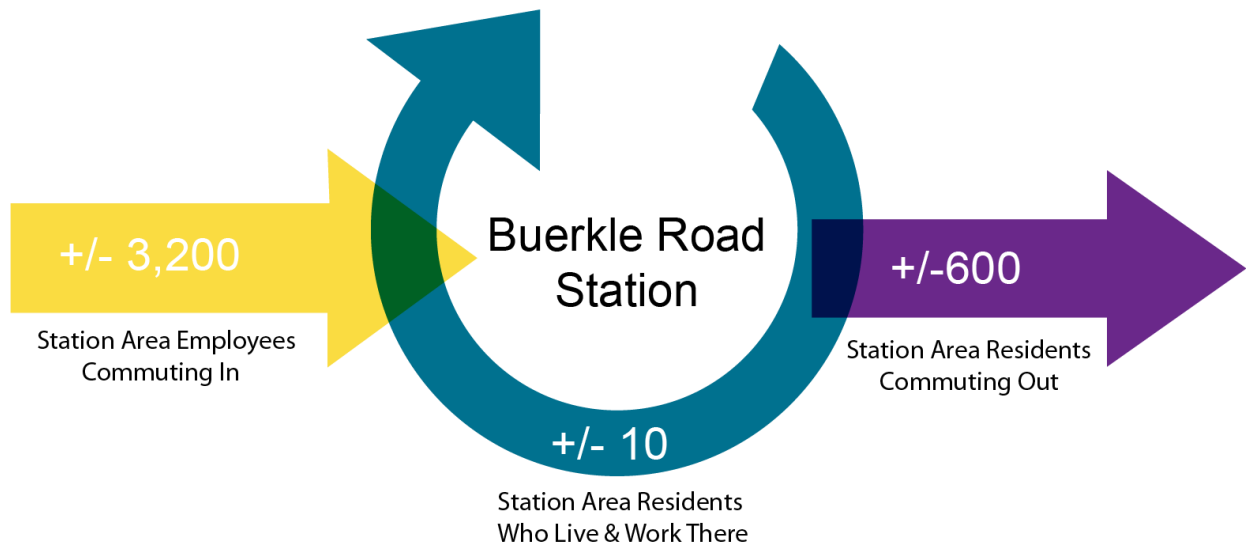 +/- 3,200
Station Area Employees
Commuting In
Buerkle Road
Station
+/- 10
Station Area Residents
Who Live & Work There
+/-600
Station Area Residents
Commuting Out